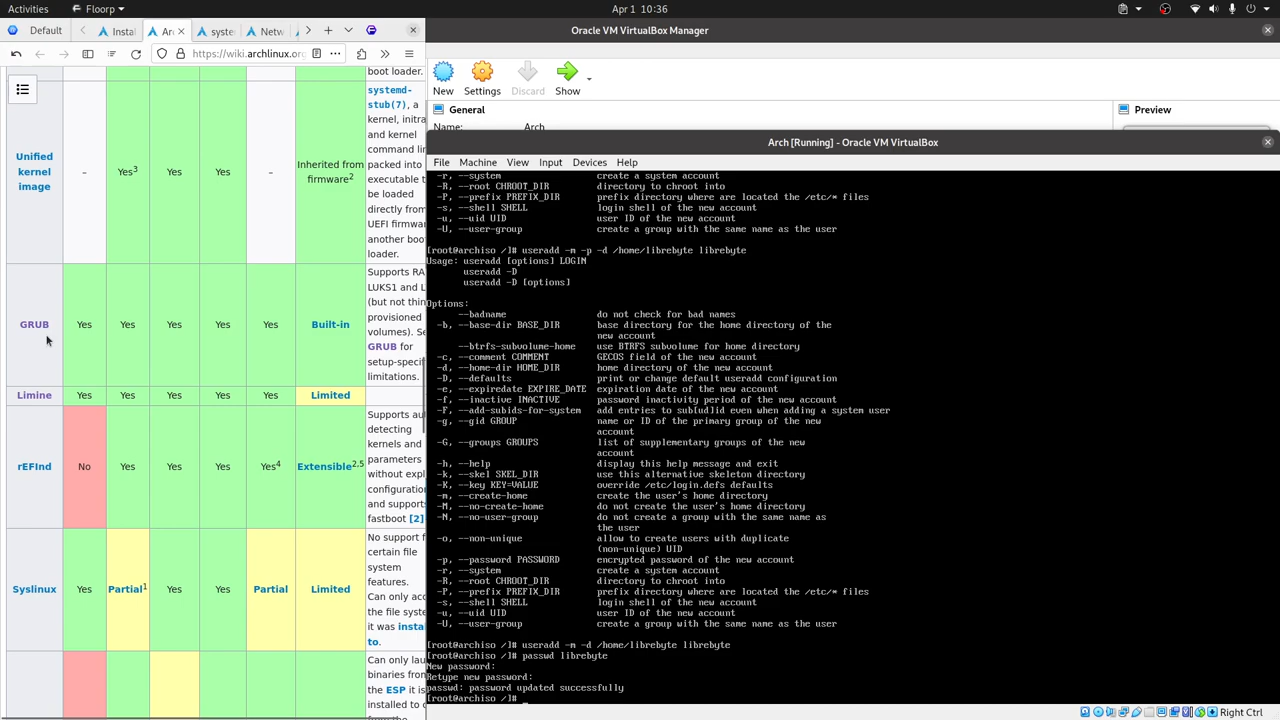 Activities
Floorp
Apr 1 10:36
Default
Instal
Arc
syste
Netw
https://wiki.archlinux.org
boot loader.
Unified
kernel
image
–
Yes3
Yes
Yes
–
Inherited from
firmware2
systemd-
stub(7), a
kernel, initra
and kernel
command lin
packed into
executable t
be loaded
directly from
UEFI firmwa
another boo
loader.
GRUB
Yes
Yes
Yes
Yes
Yes
Built-in
Supports RA
LUKS1 and L
(but not thin
provisioned
volumes). Se
GRUB for
setup-specif
limitations.
Limine
Yes
Yes
Yes
Yes
Yes
Limited
rEFInd
No
Yes
Yes
Yes
Yes4
Extensible2,5
Supports au
detecting
kernels and
parameters
without expl
configuration
and supports
fastboot [2]
Syslinux
Yes
Partial1
Yes
Yes
Partial
Limited
No support f
certain file
system
features.
Can only acc
the file syste
it was instal
to.
Can only lau
binaries from
the ESP it is
installed to o
Oracle VM VirtualBox Manager
New
Settings
Discard
Show
General
Preview
Name:
Arch
Arch [Running] - Oracle VM VirtualBox
File Machine View Input Devices Help
-r, --system create a system account
-R, --root CHROOT_DIR directory to chroot into
-P, --prefix PREFIX_DIR prefix directory where are located the /etc/* files
-s, --shell SHELL login shell of the new account
-u, --uid UID user ID of the new account
-U, --user-group create a group with the same name as the user
[root@archiso /]# useradd -m -p -d /home/librebyte librebyte
Usage: useradd [options] LOGIN
useradd -D
useradd -D [options]
Options:
--badname do not check for bad names
-b, --base-dir BASE_DIR base directory for the home directory of the
new account
--btrfs-subvolume-home use BTRFS subvolume for home directory
-c, --comment COMMENT GECOS field of the new account
-d, --home-dir HOME_DIR home directory of the new account
-D, --defaults print or change default useradd configuration
-e, --expiredate EXPIRE_DATE expiration date of the new account
-f, --inactive INACTIVE password inactivity period of the new account
-F, --add-subids-for-system add entries to sub[ud]id even when adding a system user
-g, --gid GROUP name or ID of the primary group of the new
account
-G, --groups GROUPS list of supplementary groups of the new
account
-h, --help display this help message and exit
-k, --skel SKEL_DIR use this alternative skeleton directory
-K, --key KEY=VALUE override /etc/login.defs defaults
-m, --create-home create the user's home directory
-M, --no-create-home do not create the user's home directory
-N, --no-user-group do not create a group with the same name as
the user
-o, --non-unique allow to create users with duplicate
(non-unique) UID
-p, --password PASSWORD encrypted password of the new account
-r, --system create a system account
-R, --root CHROOT_DIR directory to chroot into
-P, --prefix PREFIX_DIR prefix directory where are located the /etc/* files
-s, --shell SHELL login shell of the new account
-u, --uid UID user ID of the new account
-U, --user-group create a group with the same name as the user
[root@archiso /]# useradd -m -d /home/librebyte librebyte
[root@archiso /]# passwd librebyte
New password:
Retype new password:
passwd: password updated successfully
[root@archiso /]# _
Right Ctrl